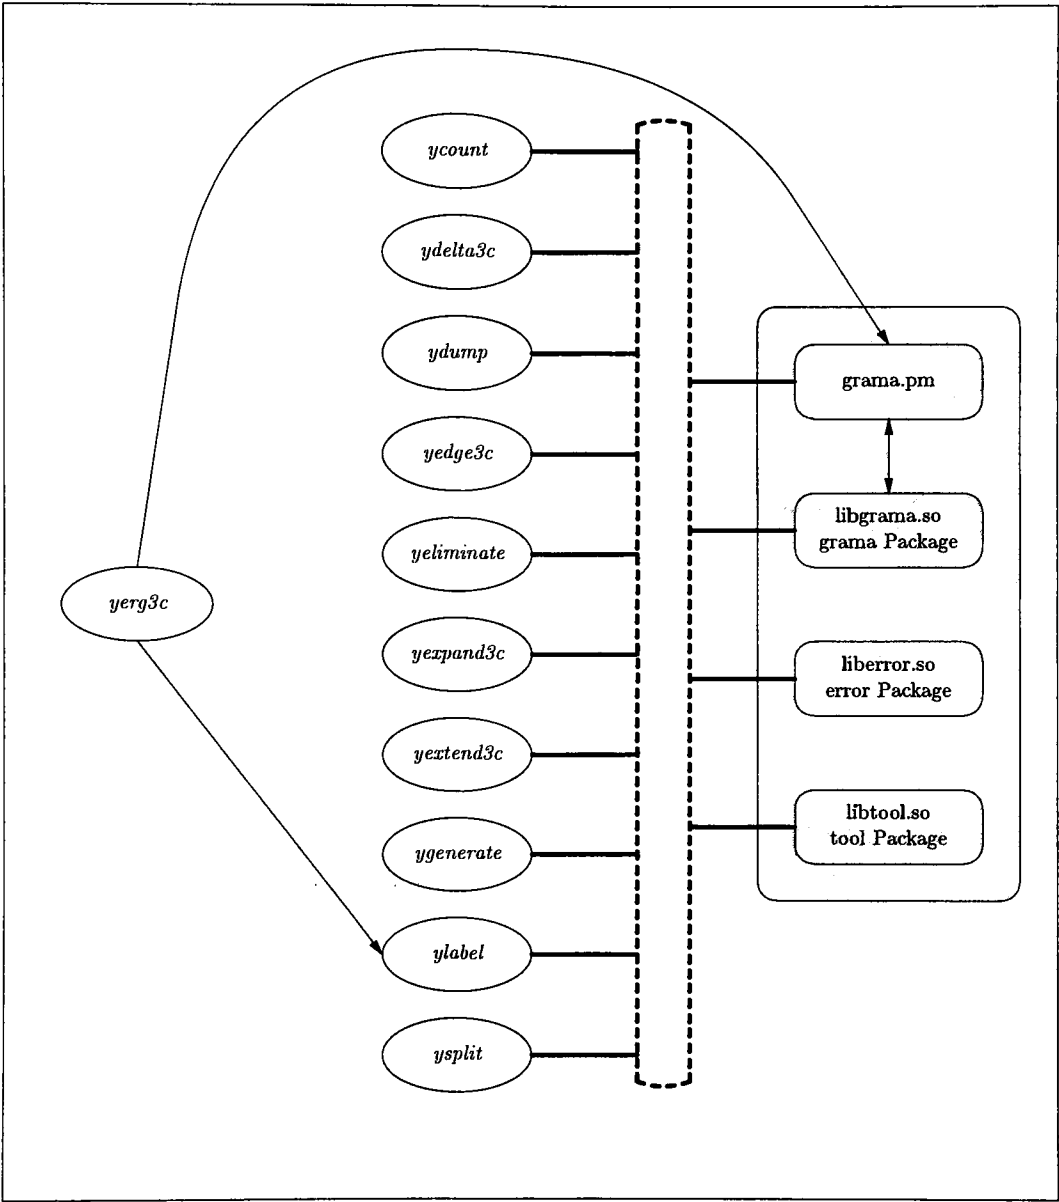 ycount
ydelta3c
ydump
grama.pm
yedge3c
libgrama.so
grama Package
yeliminate
yerg3c
yexpand3c
liberror.so
error Package
yextend3c
libtool.so
tool Package
ygenerate
ylabel
ysplit